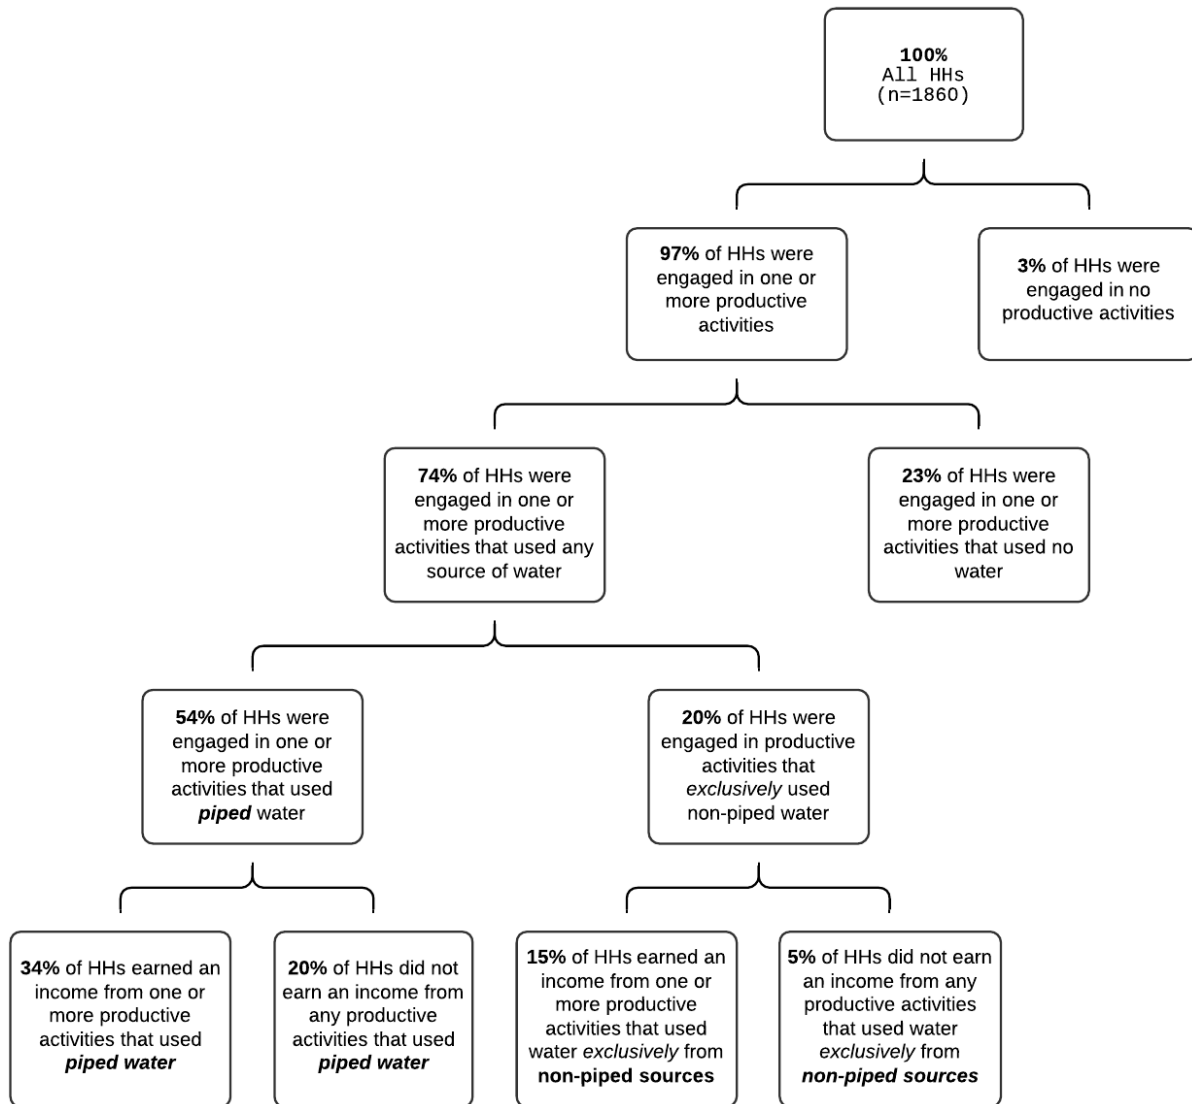 100%
All HHs
(n=1860)
97% of HHs were
engaged in one or
more productive
activities
3% of HHs were
engaged in no
productive activities
74% of HHs were
engaged in one or
more productive
activities that used any
source of water
23% of HHs were
engaged in one or
more productive
activities that used no
water
54% of HHs were
engaged in one or
more productive
activities that used
piped water
20% of HHs were
engaged in productive
activities that
exclusively used
non-piped water
34% of HHs earned an
income from one or
more productive
activities that used
piped water
20% of HHs did not
earn an income from
any productive
activities that used
piped water
15% of HHs earned an
income from one or
more productive
activities that used
water exclusively from
non-piped sources
5% of HHs did not earn
an income from any
productive activities
that used water
exclusively from
non-piped sources